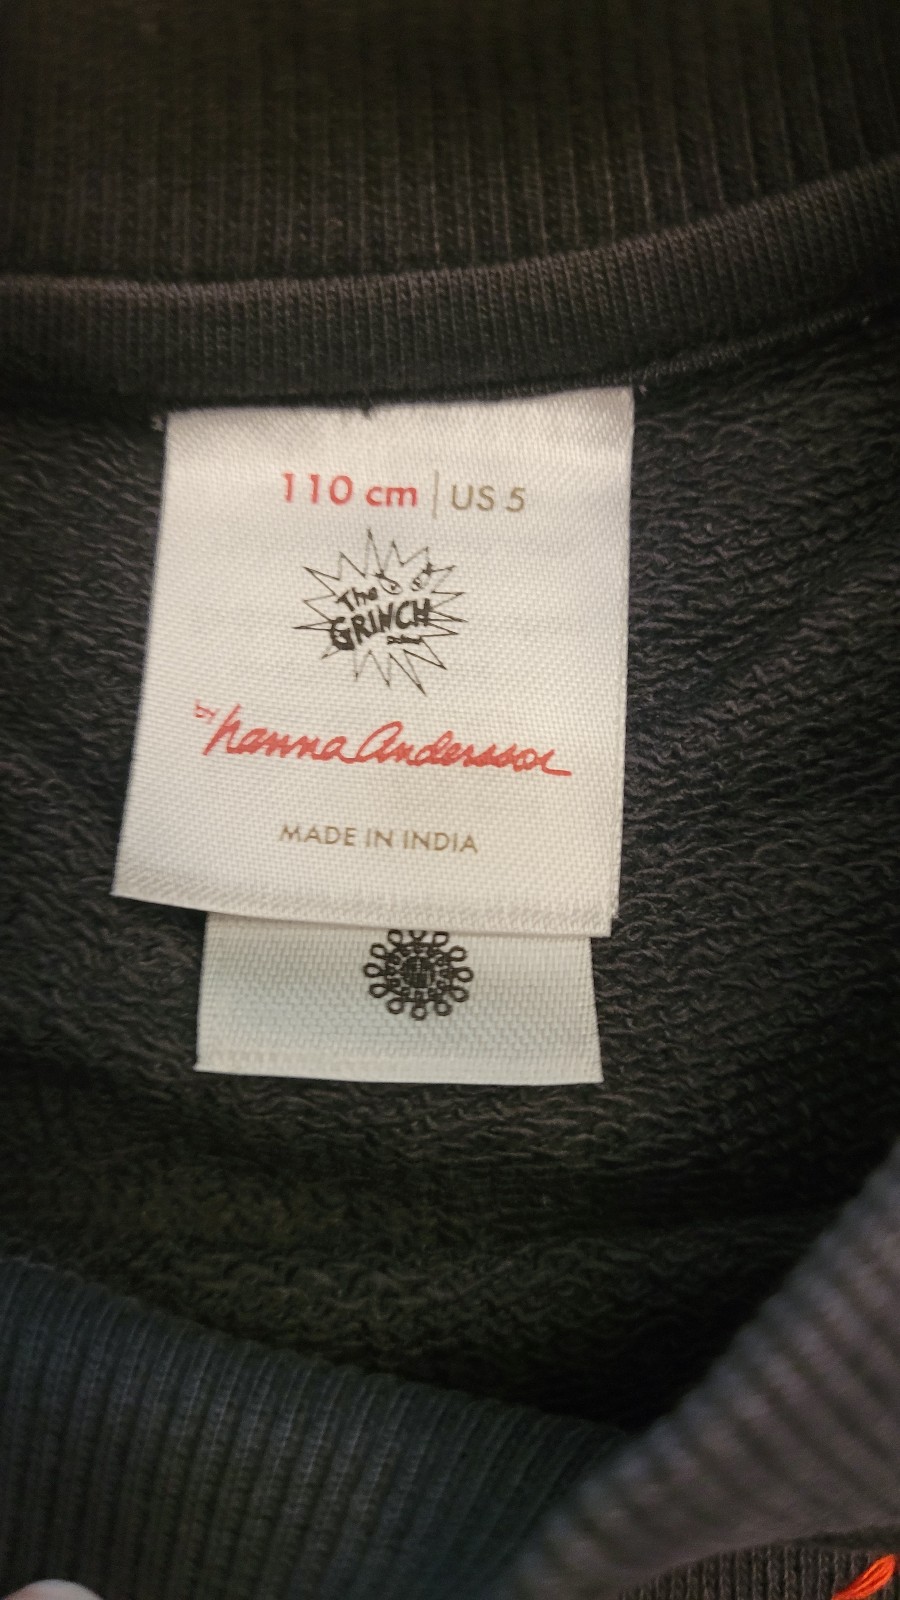 110 cm | US 5
The
GRINCH
by hanna andersson
MADE IN INDIA